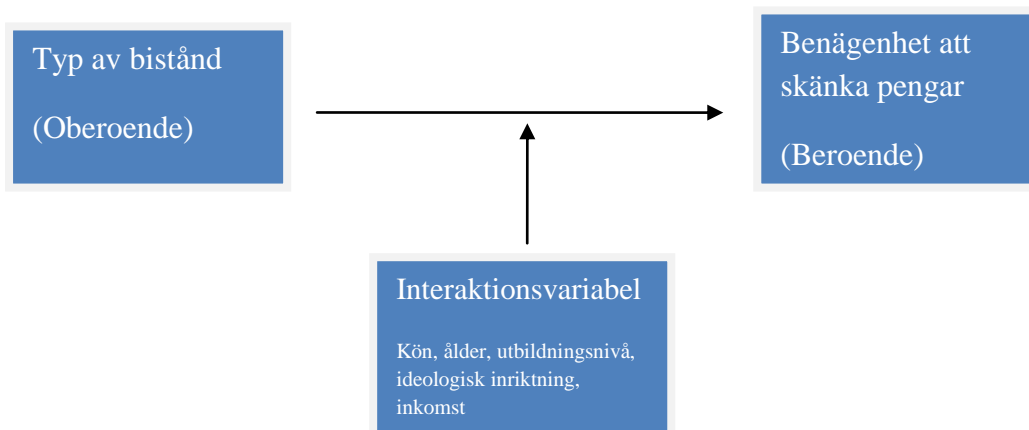 Typ av bistånd
(Oberoende)
Benägenhet att
skänka pengar
(Beroende)
Interaktionsvariabel
Kön, ålder, utbildningsnivå,
ideologisk inriktning,
inkomst